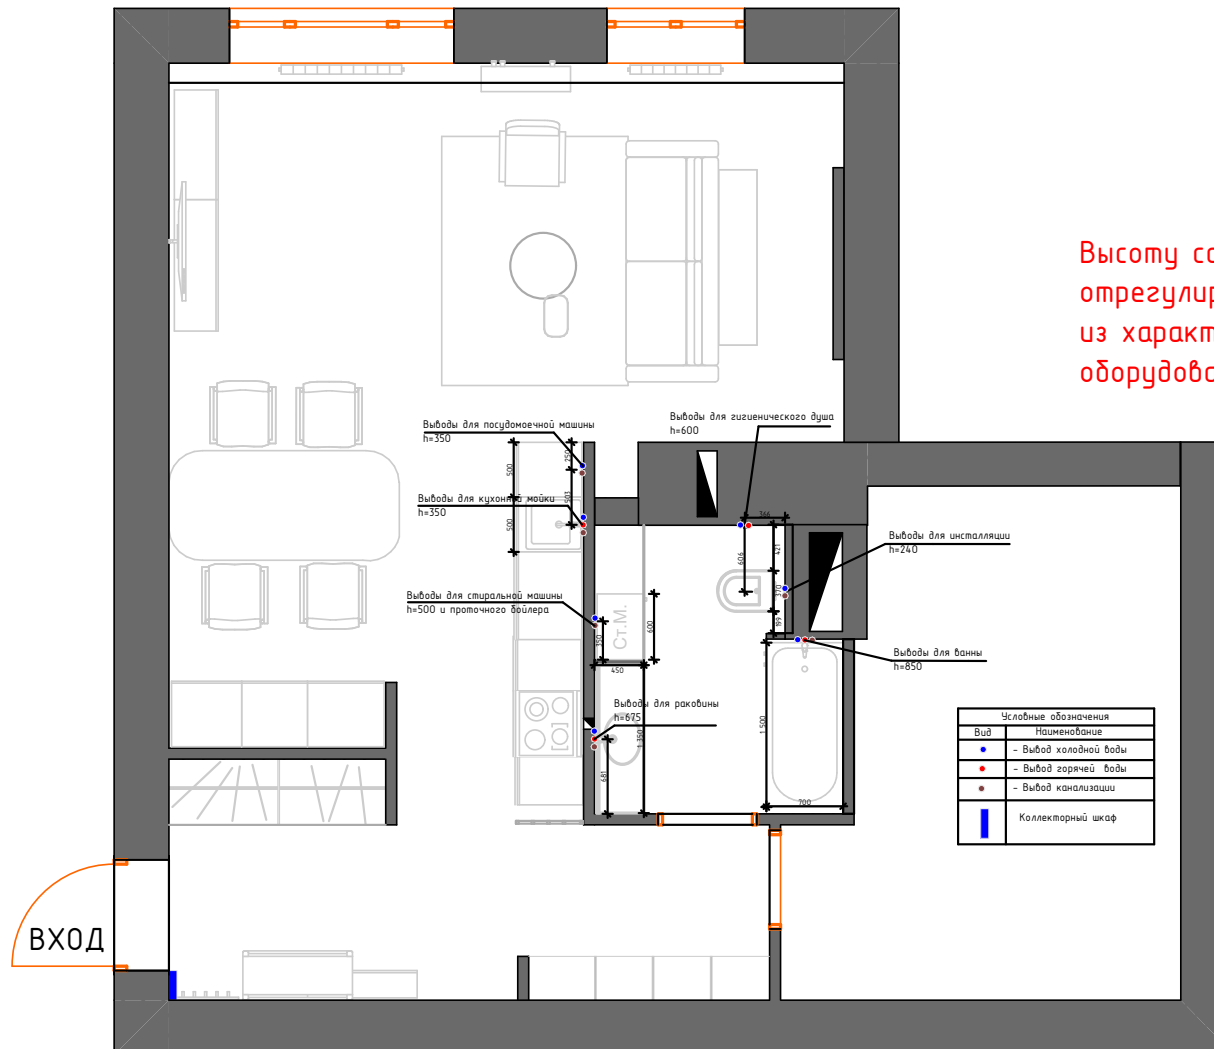 Высоту со
отрегулир
из характ
оборудова
Выводы для гигиенического душа
h=600
Выводы для посудомоечной машины
h=350
250
500
503
Выводы для кухонной мойки
h=350
500
366
421
606
370
199
Выводы для инсталляции
h=240
Выводы для стиральной машины
h=500 и проточного бойлера
Ст.М.
350
600
450
Выводы для ванны
h=850
Выводы для раковины
h=675
1 350
1 500
681
700
Условные обозначения
Вид Наименование
- Вывод холодной воды
- Вывод горячей воды
- Вывод канализации
Коллекторный шкаф
ВХОД